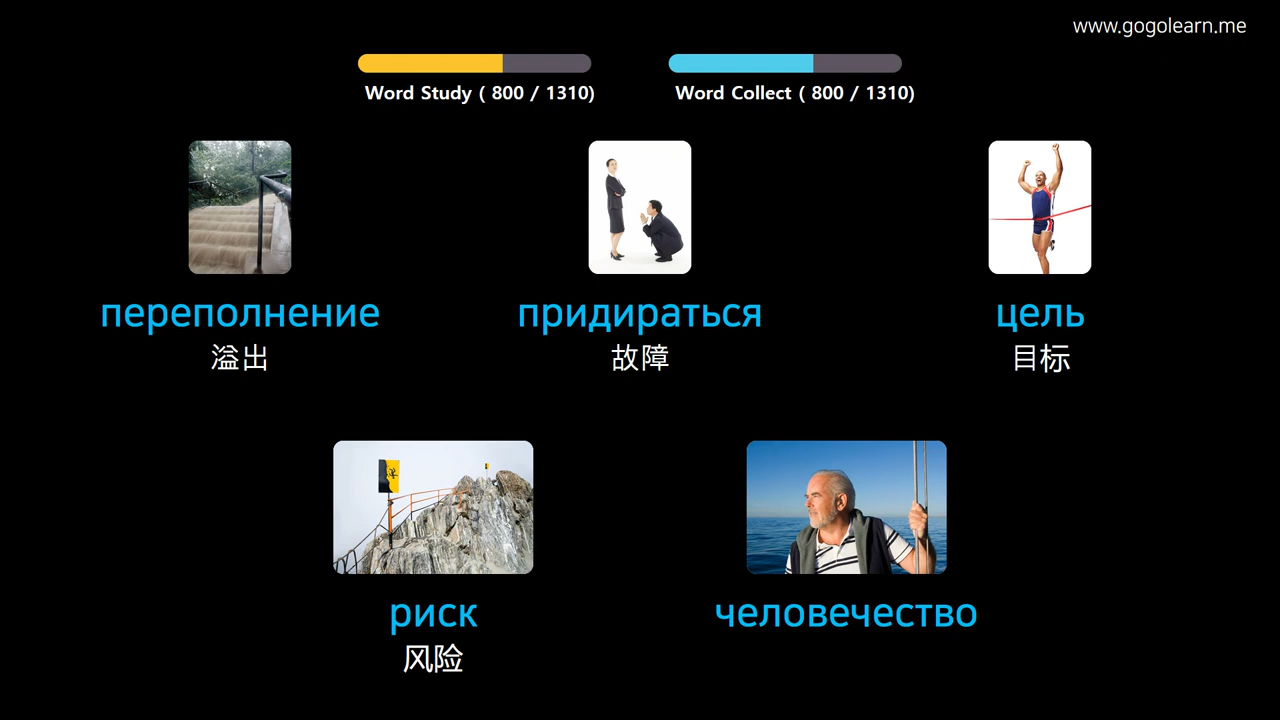 www.gogolearn.me
Word Study ( 800 / 1310)
Word Collect ( 800 / 1310)
переполнение
溢出
придираться
故障
цель
目标
риск
风险
человечество